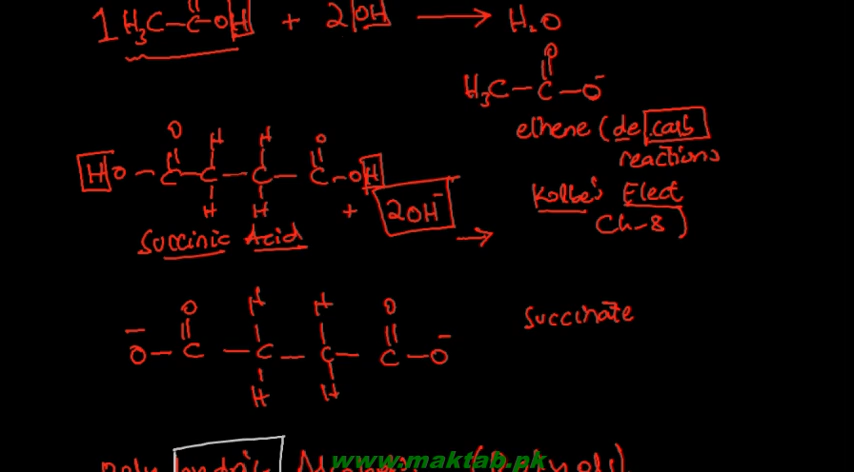 1 H₃C-C-OH + 2OH → H₂O
O
H₃C-C-O⁻
ethene (de carb
reactions
Kolbe's Elect
Ch-8)
O H H O
HO-C-C-C-C-OH
H H + 2OH⁻ →
Succinic Acid
O H H O
⁻O-C-C-C-C-O⁻
H H
Succinate
www.maktab.pk